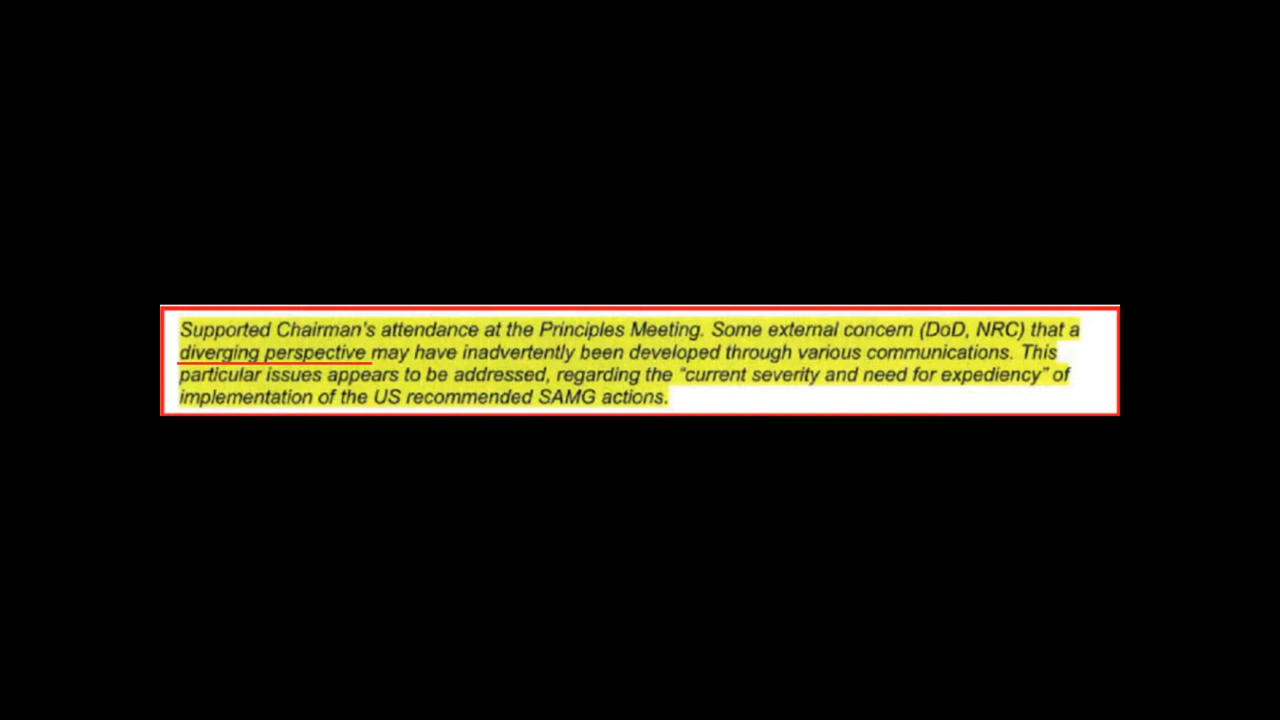 Supported Chairman's attendance at the Principles Meeting. Some external concern (DoD, NRC) that a
diverging perspective may have inadvertently been developed through various communications. This
particular issues appears to be addressed, regarding the "current severity and need for expediency" of
implementation of the US recommended SAMG actions.